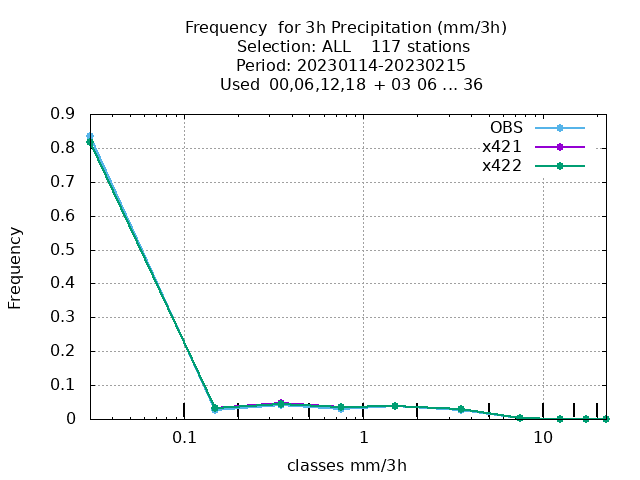 Frequency  for 3h Precipitation (mm/3h)
Selection: ALL    117 stations
Period: 20230114-20230215
Used  00,06,12,18 + 03 06 ... 36
OBS
x421
x422
0.9
0.8
0.7
0.6
0.5
0.4
0.3
0.2
0.1
0
Frequency
0.1
1
10
classes mm/3h